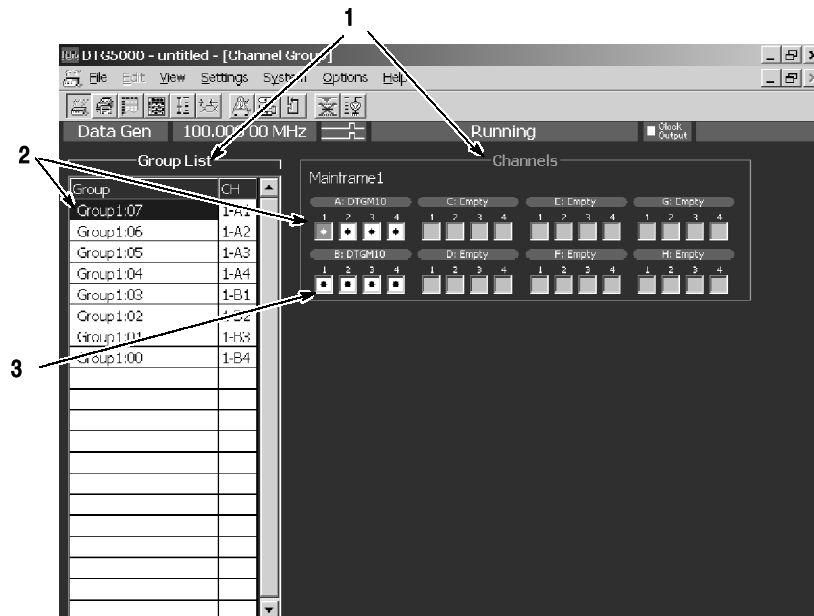 1
DTG5000 - untitled - [Channel Group]
File Edit View Settings System Options Help
Data Gen 100.000000 MHz Running Clock Output
2
Group List
Channels
Group CH
Mainframe1
Group1:07 1-A1
Group1:06 1-A2
Group1:05 1-A3
Group1:04 1-A4
Group1:03 1-B1
Group1:02 1-B2
Group1:01 1-B3
Group1:00 1-B4
A: DTGM10 C: Empty E: Empty G: Empty
1 2 3 4 1 2 3 4 1 2 3 4 1 2 3 4
B: DTGM10 D: Empty F: Empty H: Empty
1 2 3 4 1 2 3 4 1 2 3 4 1 2 3 4
3